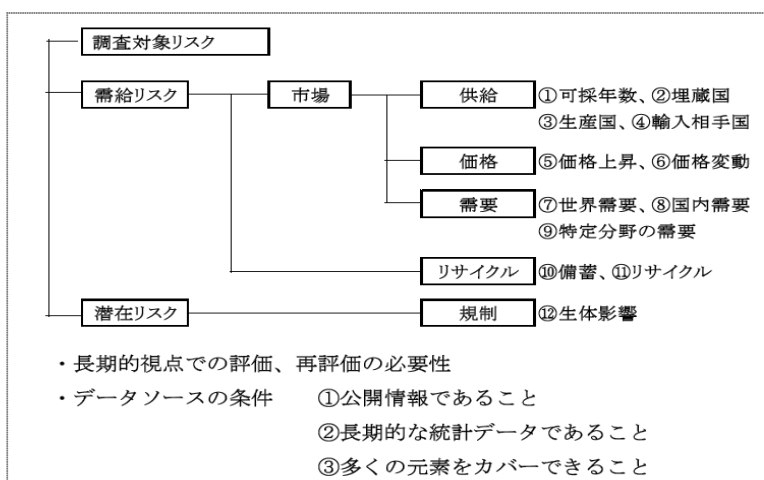 調査対象リスク
需給リスク 市場 供給 ①可採年数、②埋蔵国
③生産国、④輸入相手国
価格 ⑤価格上昇、⑥価格変動
需要 ⑦世界需要、⑧国内需要
⑨特定分野の需要
リサイクル ⑩備蓄、⑪リサイクル
潜在リスク 規制 ⑫生体影響
・長期的視点での評価、再評価の必要性
・データソースの条件 ①公開情報であること
②長期的な統計データであること
③多くの元素をカバーできること